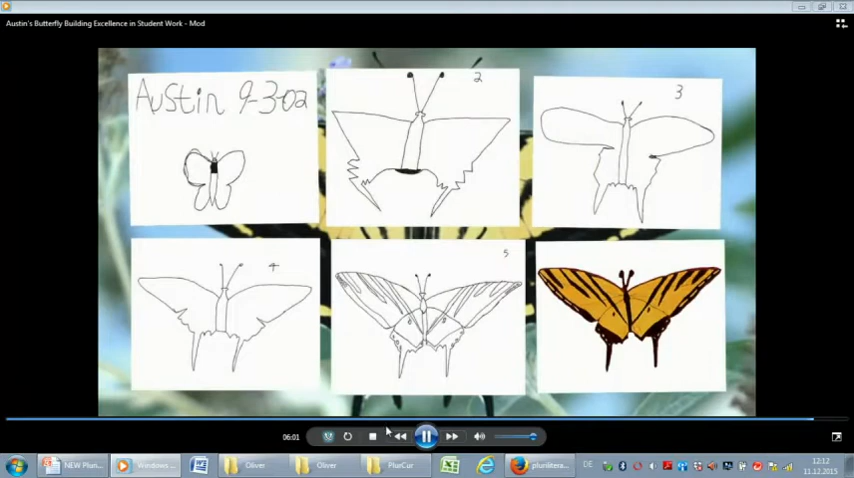 Austin's Butterfly Building Excellence in Student Work - Mod
Austin 9-3-02
2
3
4
5
06:01
NEW Plun...
Windows ...
Oliver
Oliver
PlurCur
plurilitera...
DE
12:12
11.12.2015